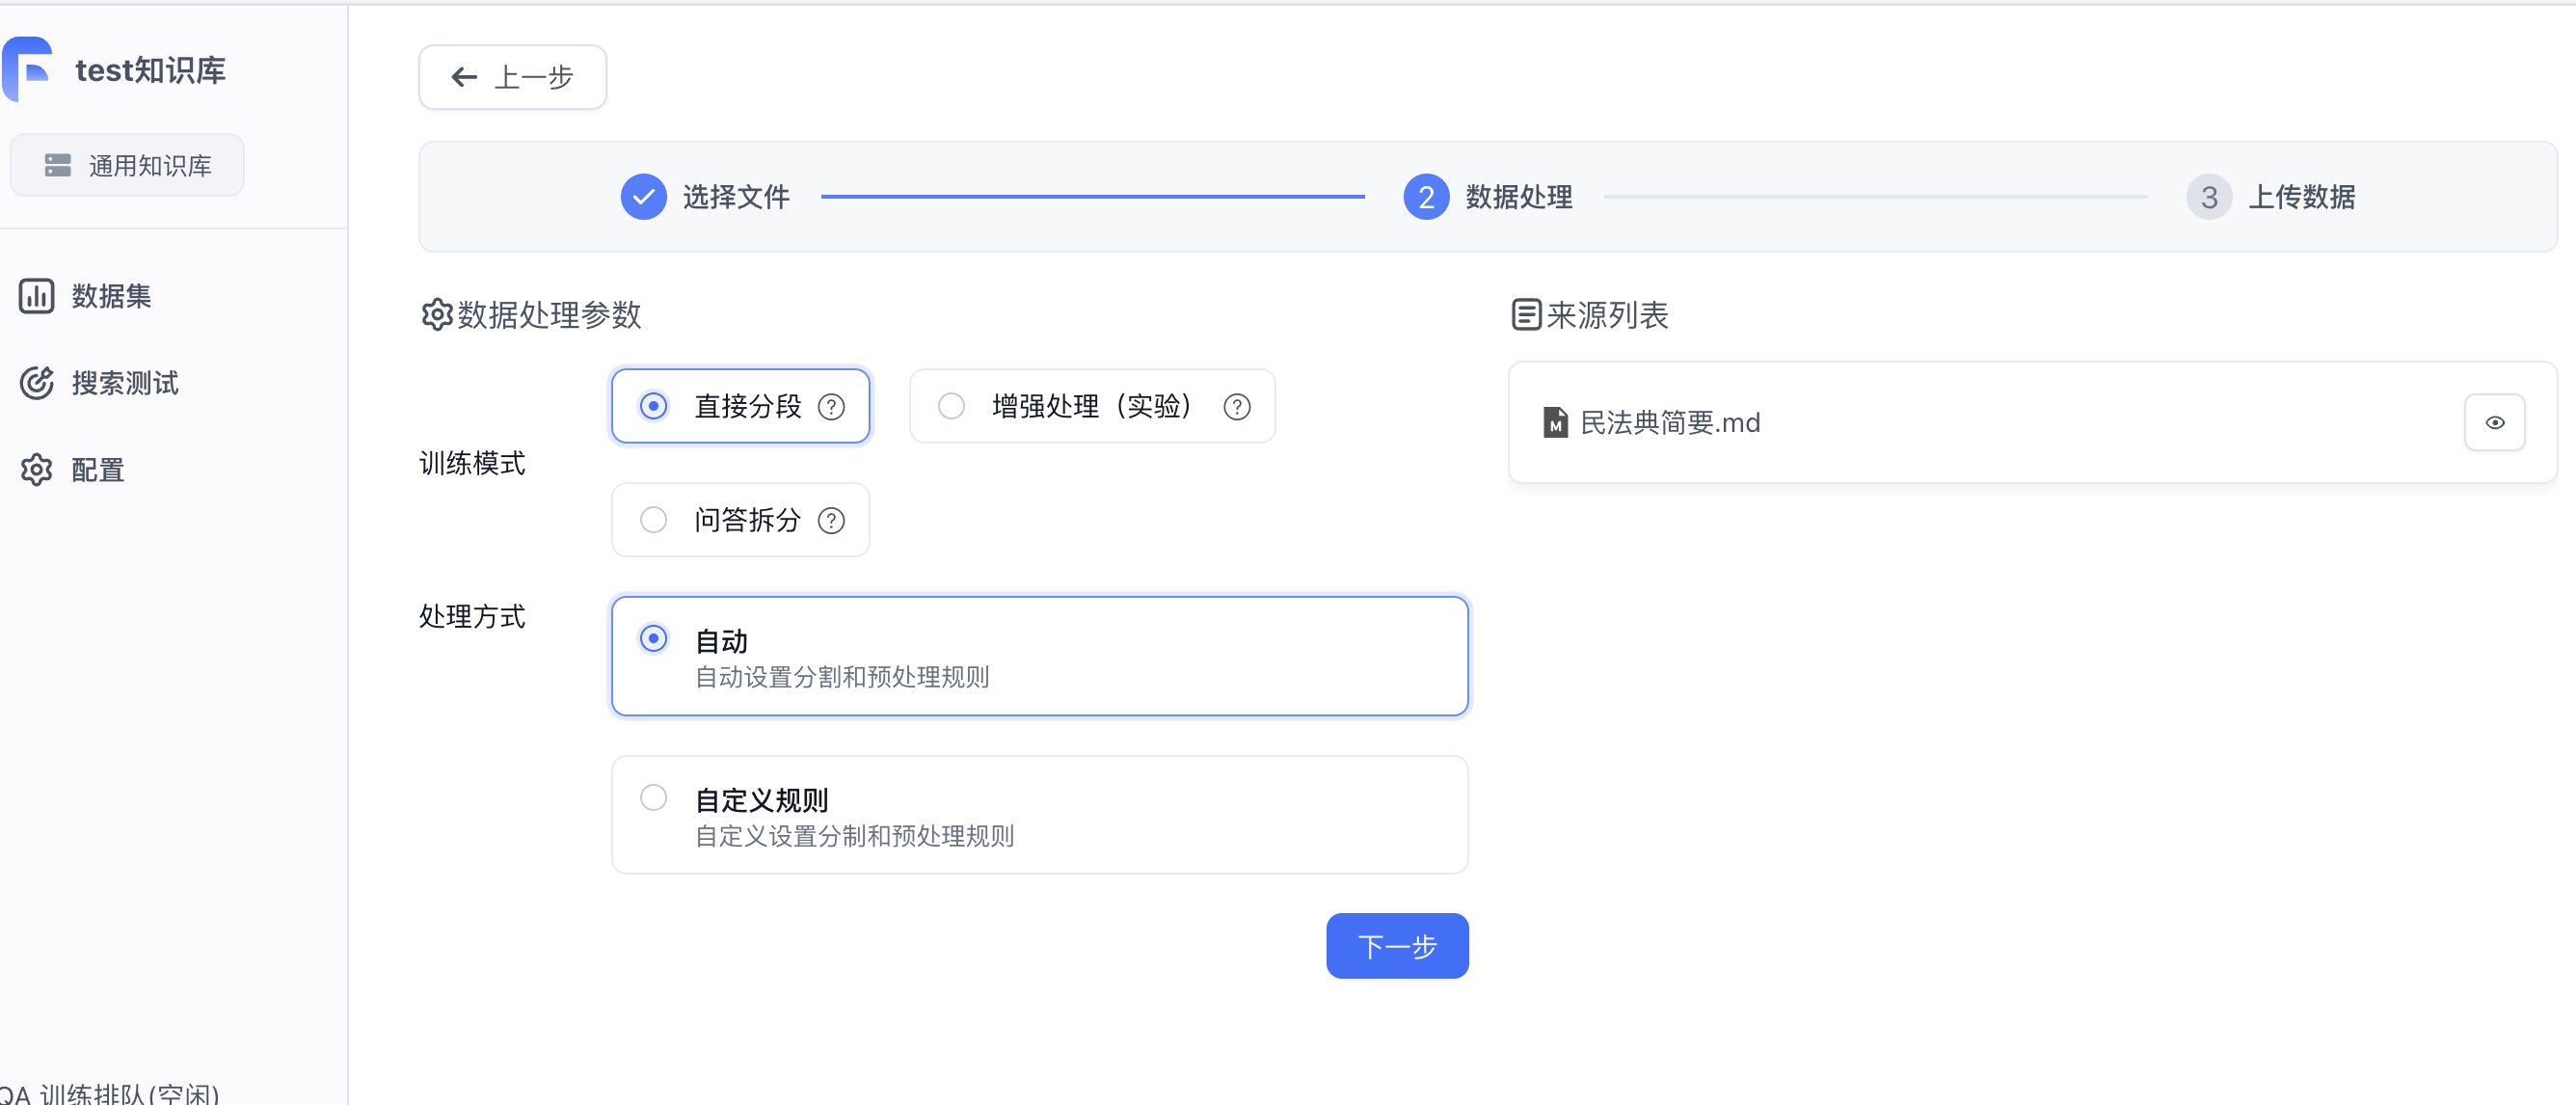 test知识库
通用知识库
数据集
搜索测试
配置
QA 训练排队(空闲)
上一步
选择文件
2 数据处理
3 上传数据
数据处理参数
训练模式
直接分段
增强处理（实验）
问答拆分
处理方式
自动
自动设置分割和预处理规则
自定义规则
自定义设置分制和预处理规则
下一步
来源列表
民法典简要.md